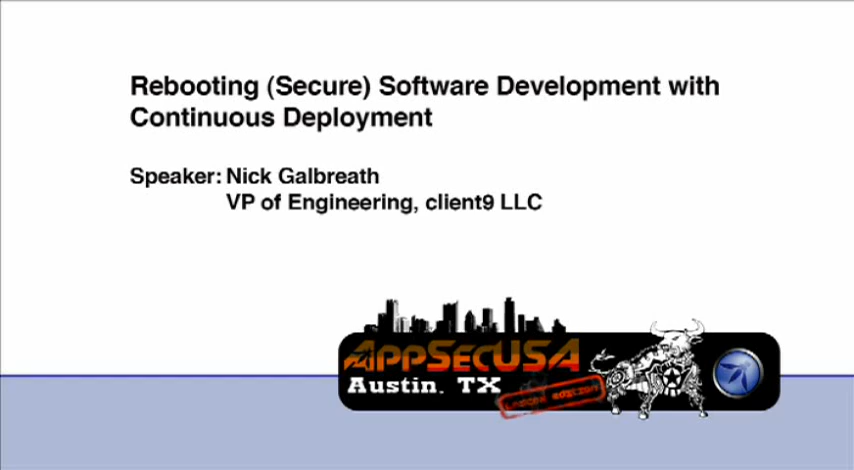 Rebooting (Secure) Software Development with
Continuous Deployment
Speaker: Nick Galbreath
VP of Engineering, client9 LLC
AppSecUSA
Austin, TX